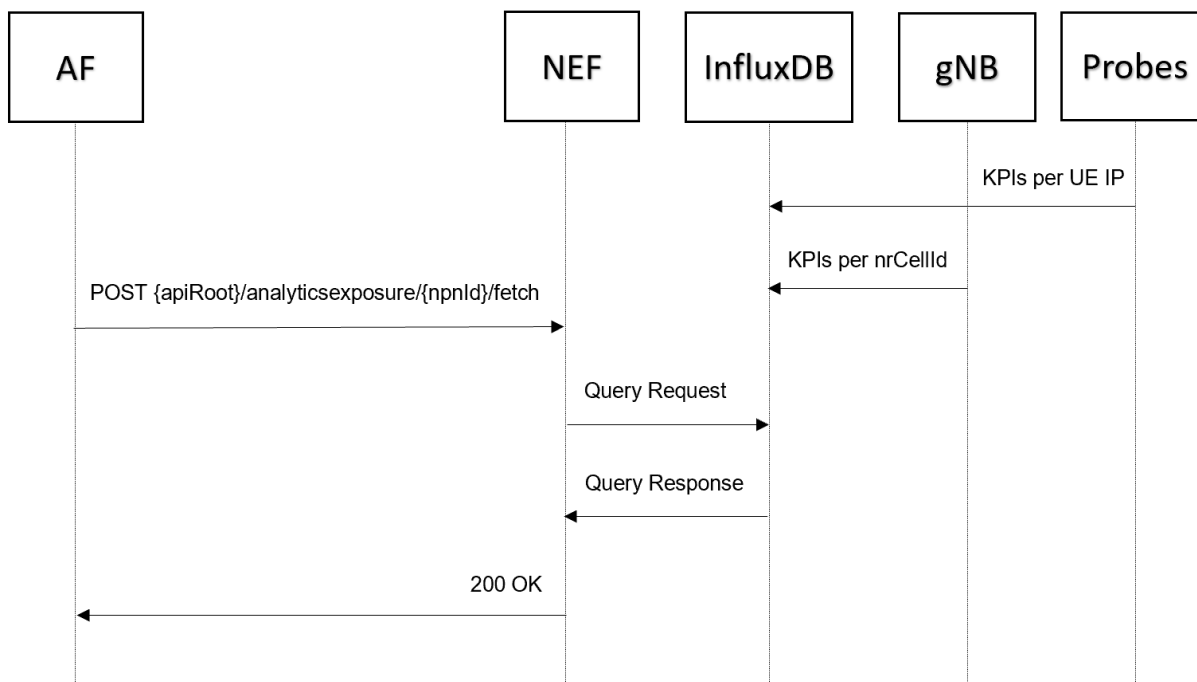 AF
NEF
InfluxDB
gNB
Probes
KPIs per UE IP
KPIs per nrCellId
POST {apiRoot}/analyticsexposure/{npnId}/fetch
Query Request
Query Response
200 OK